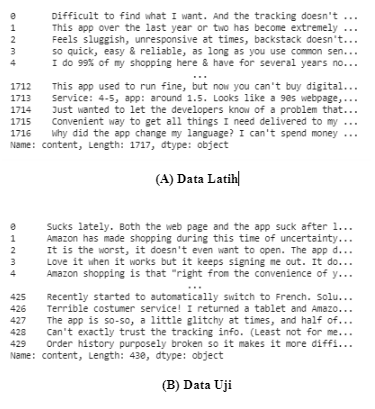 0 Difficult to find what I want. And the tracking doesn't ...
1 This app over the last year or two has become extremely ...
2 Feels sluggish, unresponsive at times, backstack doesn't...
3 so quick, easy & reliable, as long as you use common sen...
4 I do 99% of my shopping here & have for several years no...
...
1712 This app used to run fine, but now you can't buy digital...
1713 Service: 4-5, app: around 1.5. Looks like a 90s webpage,...
1714 Just wanted to let the developers know of a problem that...
1715 Convenient way to get all things I need delivered to my ...
1716 Why did the app change my language? I can't spend money ...
Name: content, Length: 1717, dtype: object
(A) Data Latih
0 Sucks lately. Both the web page and the app suck after l...
1 Amazon has made shopping during this time of uncertainty...
2 It is the worst, it doesn't even want to open. The app d...
3 Love it when it works but it keeps signing me out. It do...
4 Amazon shopping is that "right from the convenience of y...
...
425 Recently started to automatically switch to French. Solu...
426 Terrible costumer service! I returned a tablet and Amazo...
427 The app is so-so, a little glitchy at times, and half of...
428 Can't exactly trust the tracking info. (Least not for me...
429 Order history purposely broken so it makes it more diffi...
Name: content, Length: 430, dtype: object
(B) Data Uji